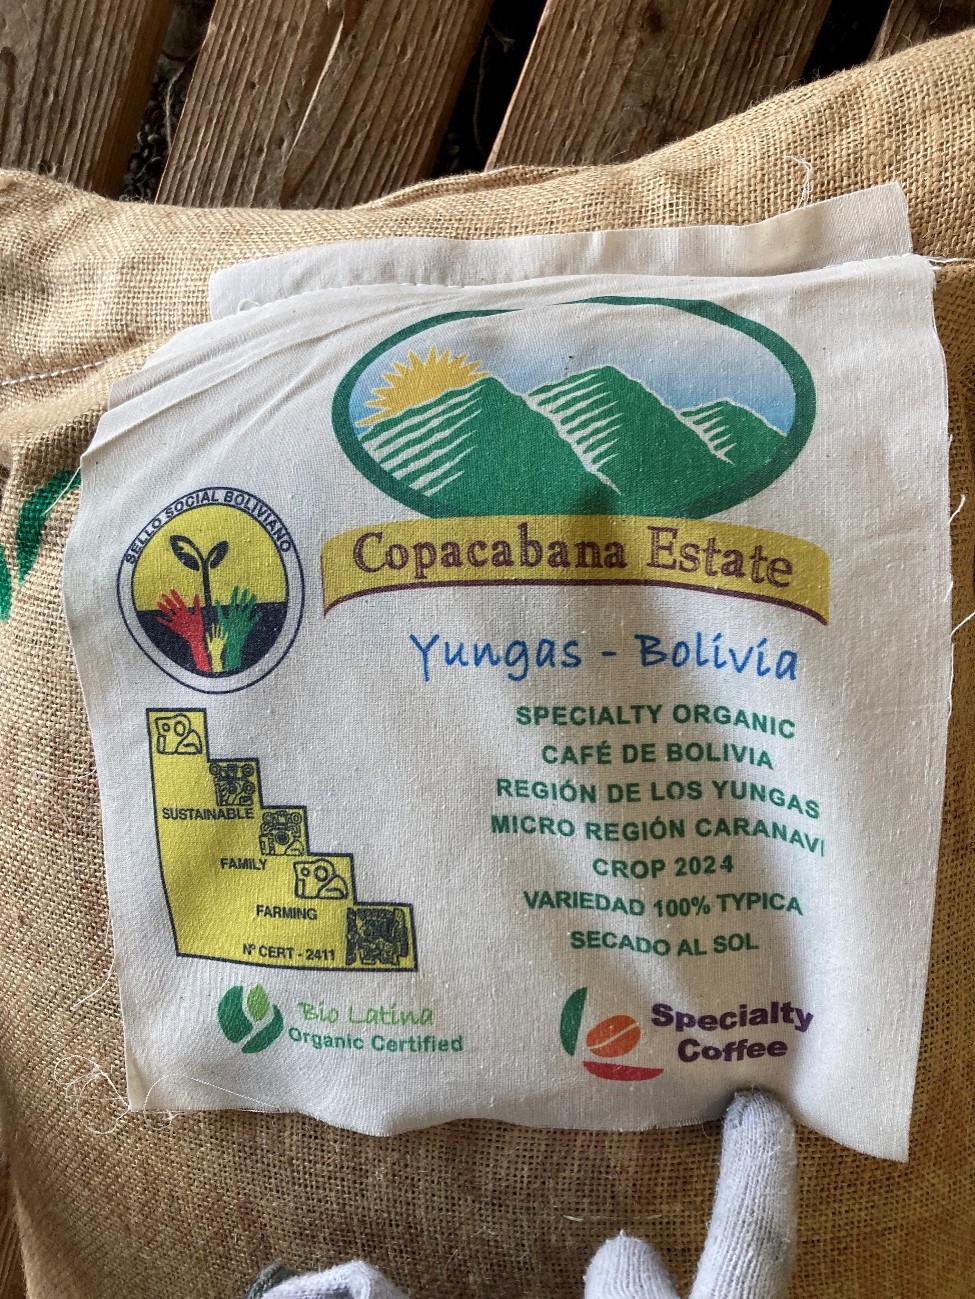 Copacabana Estate
Yungas - Bolivia
SELLO SOCIAL BOLIVIANO
SPECIALTY ORGANIC
CAFÉ DE BOLIVIA
REGIÓN DE LOS YUNGAS
MICRO REGIÓN CARANAVI
CROP 2024
VARIEDAD 100% TYPICA
SECADO AL SOL
SUSTAINABLE
FAMILY
FARMING
Nº CERT - 2411
Bio Latina
Organic Certified
Specialty
Coffee